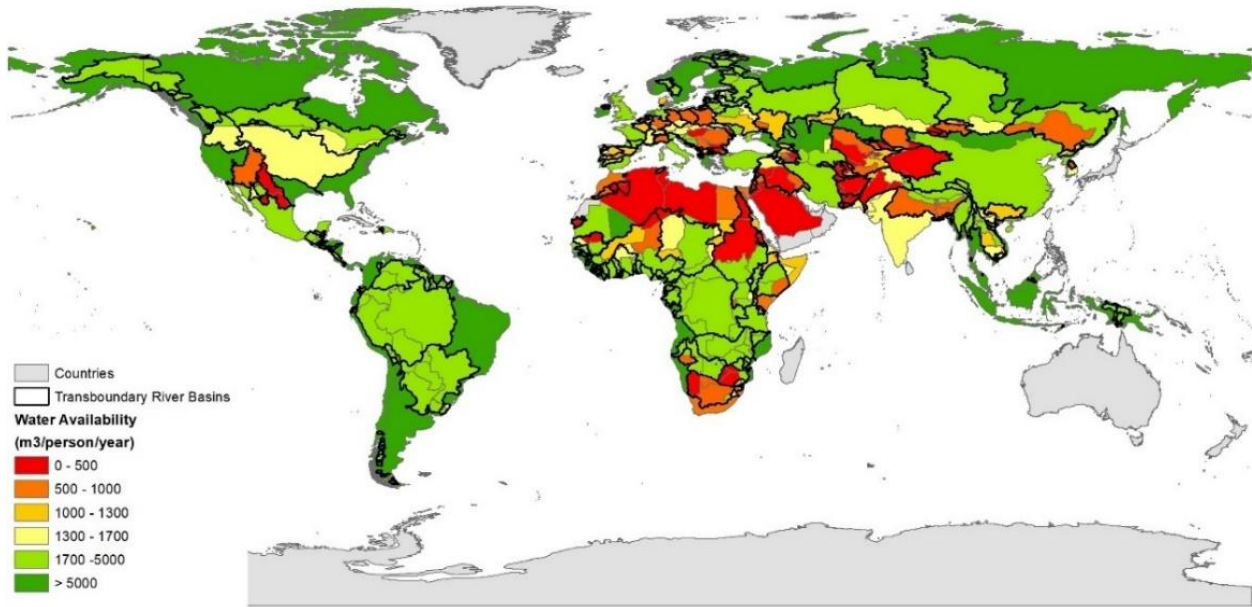 Countries
Transboundary River Basins
Water Availability
(m3/person/year)
0 - 500
500 - 1000
1000 - 1300
1300 - 1700
1700 -5000
> 5000